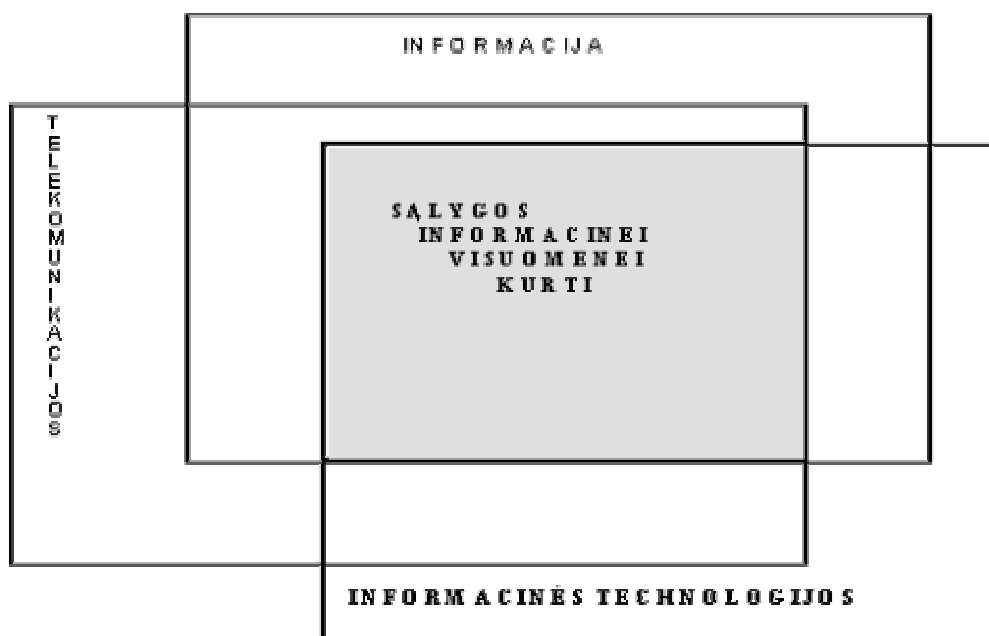 INFORMACIJA
TELEKOMUNIKACIJOS
SĄLYGOS
INFORMACINEI
VISUOMENEI
KURTI
INFORMACINĖS TECHNOLOGIJOS